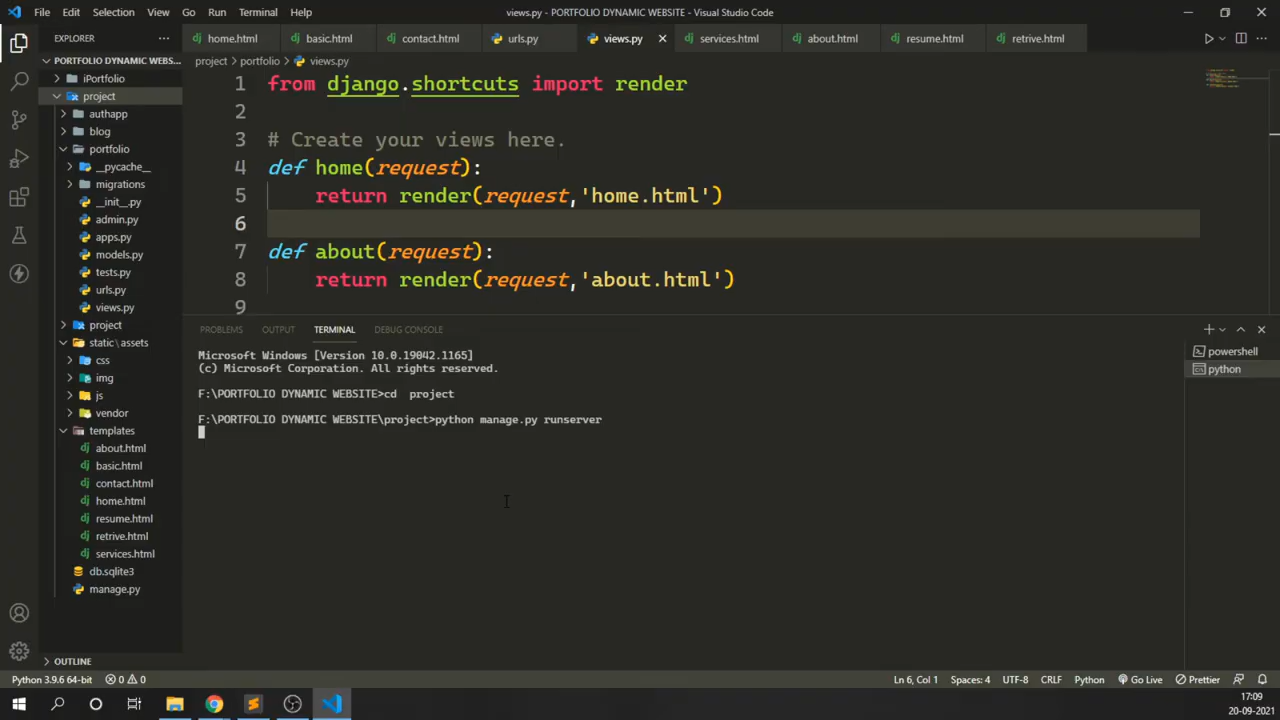 File Edit Selection View Go Run Terminal Help views.py - PORTFOLIO DYNAMIC WEBSITE - Visual Studio Code
EXPLORER ... home.html basic.html contact.html urls.py views.py services.html about.html resume.html retrive.html
PORTFOLIO DYNAMIC WEBS...
project > portfolio > views.py
iPortfolio
project
authapp
blog
portfolio
__pycache__
migrations
__init__.py
admin.py
apps.py
models.py
tests.py
urls.py
views.py
project
static\assets
css
img
js
vendor
templates
about.html
basic.html
contact.html
home.html
resume.html
retrive.html
services.html
db.sqlite3
manage.py
OUTLINE
1 from django.shortcuts import render
2
3 # Create your views here.
4 def home(request):
5 return render(request,'home.html')
6
7 def about(request):
8 return render(request,'about.html')
9
PROBLEMS OUTPUT TERMINAL DEBUG CONSOLE
Microsoft Windows [Version 10.0.19042.1165]
(c) Microsoft Corporation. All rights reserved.
F:\PORTFOLIO DYNAMIC WEBSITE>cd  project
F:\PORTFOLIO DYNAMIC WEBSITE\project>python manage.py runserver
powershell
python
Python 3.9.6 64-bit 0 0 Ln 6, Col 1 Spaces: 4 UTF-8 CRLF Python Go Live Prettier
17:09
20-09-2021